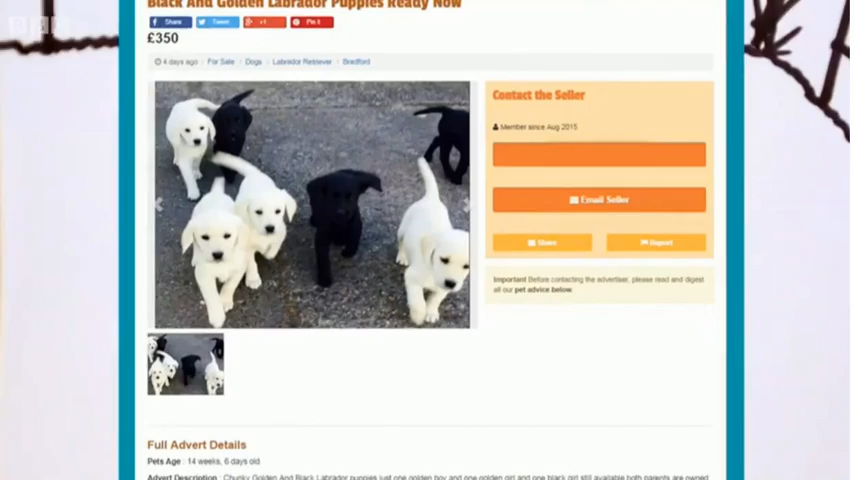 BBC
Black And Golden Labrador Puppies Ready Now
Share Tweet +1 Pin it
£350
4 days ago For Sale Dogs Labrador Retriever Bradford
Contact the Seller
Member since Aug 2015
Email Seller
Share Report
Important Before contacting the advertiser, please read and digest
all our pet advice below.
Full Advert Details
Pets Age : 14 weeks, 6 days old
Advert Description : Chunky Golden And Black Labrador puppies just one golden boy and one golden girl and one black girl still available both parents are owned